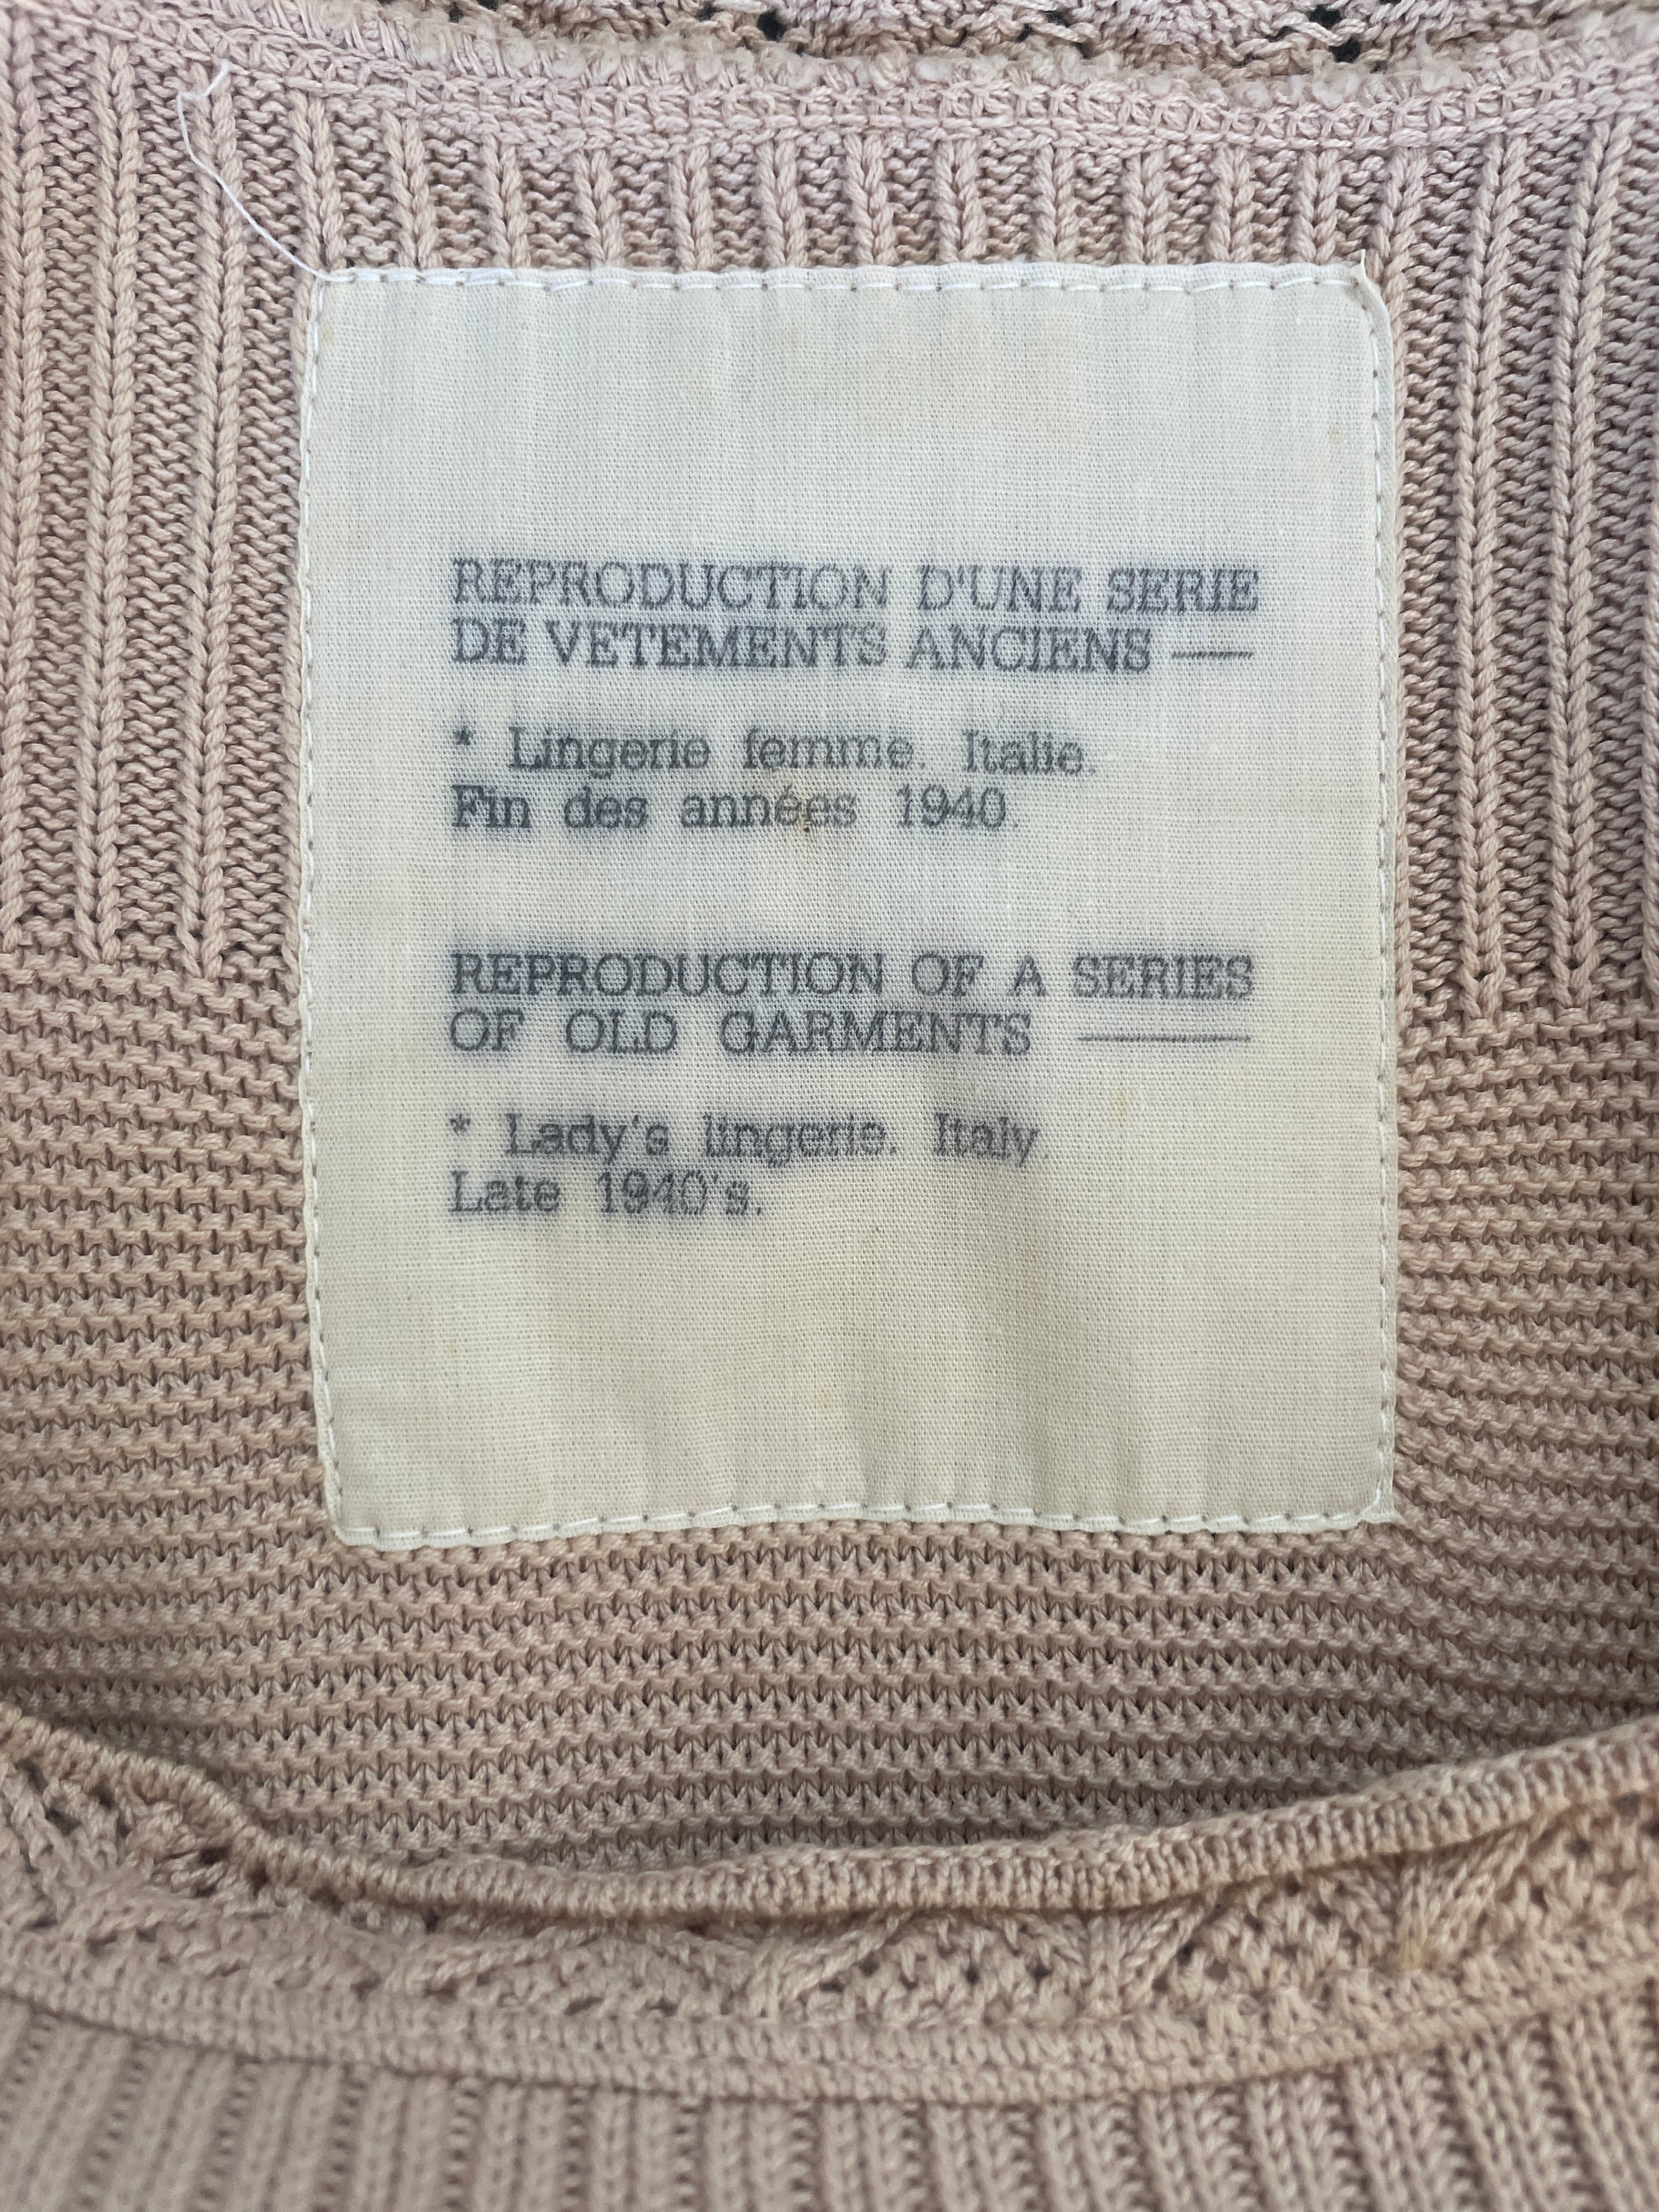 REPRODUCTION D'UNE SERIE
DE VETEMENTS ANCIENS —
* Lingerie femme. Italie.
Fin des années 1940.
REPRODUCTION OF A SERIES
OF OLD GARMENTS ——
* Lady's lingerie. Italy.
Late 1940's.